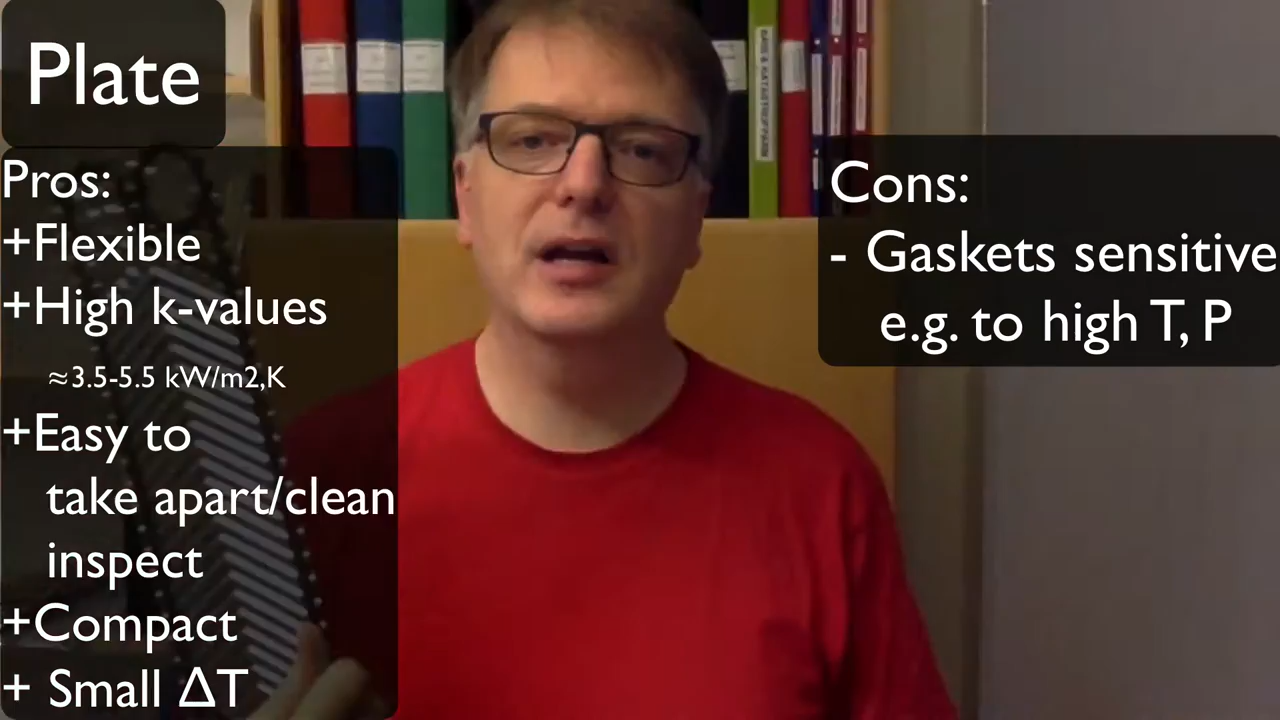 Plate
Pros:
+Flexible
+High k-values
≈3.5-5.5 kW/m2,K
+Easy to
take apart/clean
inspect
+Compact
+ Small ΔT
Cons:
- Gaskets sensitive
e.g. to high T, P